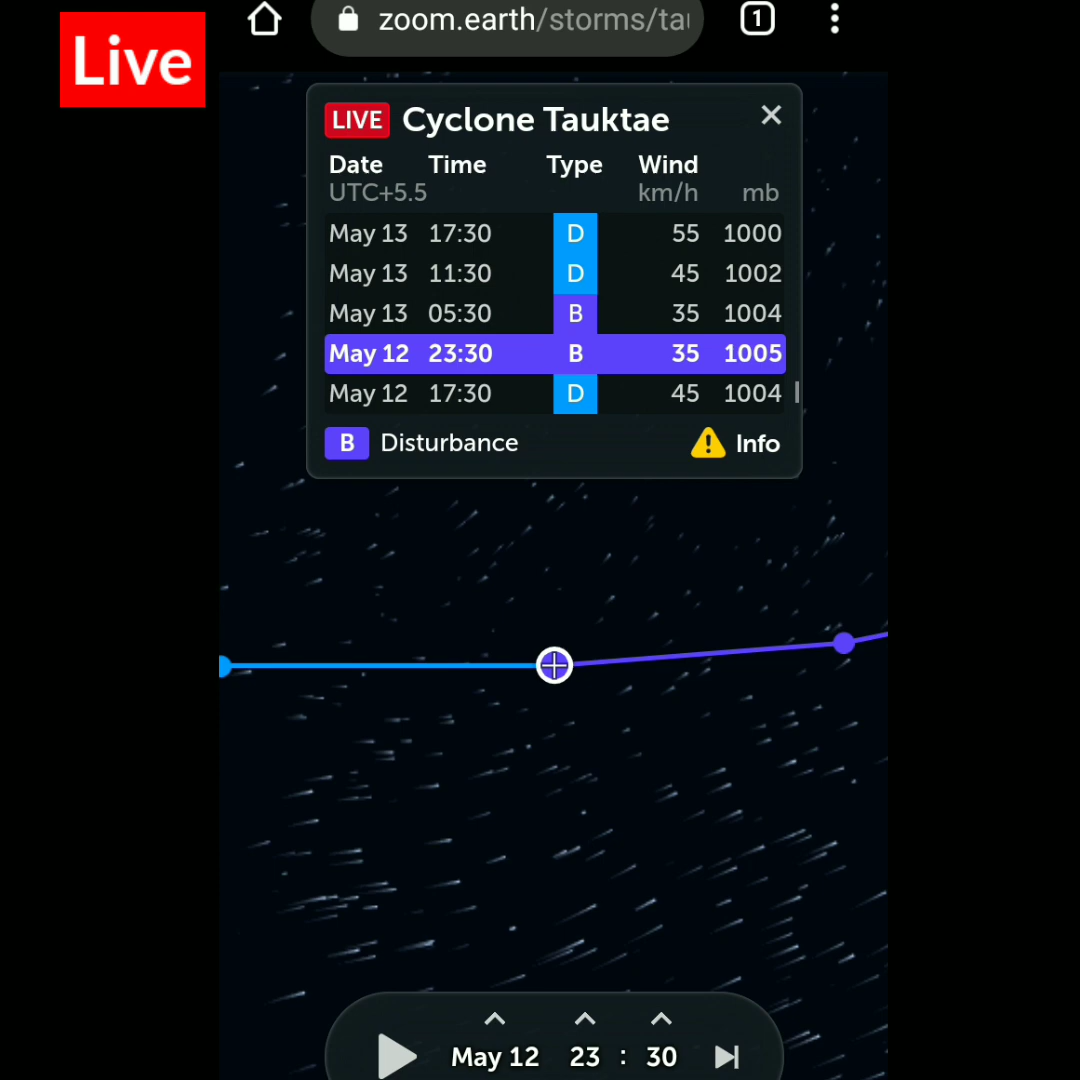 Live
zoom.earth/storms/ta
1
LIVE Cyclone Tauktae
Date Time Type Wind
UTC+5.5 km/h mb
May 13 17:30 D 55 1000
May 13 11:30 D 45 1002
May 13 05:30 B 35 1004
May 12 23:30 B 35 1005
May 12 17:30 D 45 1004
B Disturbance Info
May 12 23 : 30